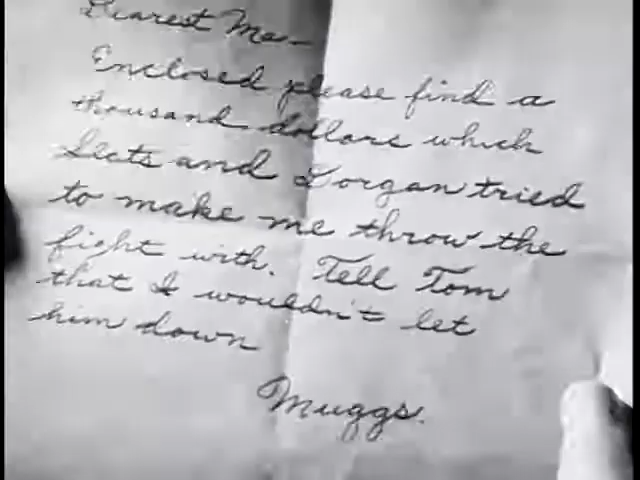 Dearest Ma—
Enclosed please find a
thousand dollars which
Slats and Dorgan tried
to make me throw the
fight with. Tell Tom
that I wouldn't let
him down
Muggs.